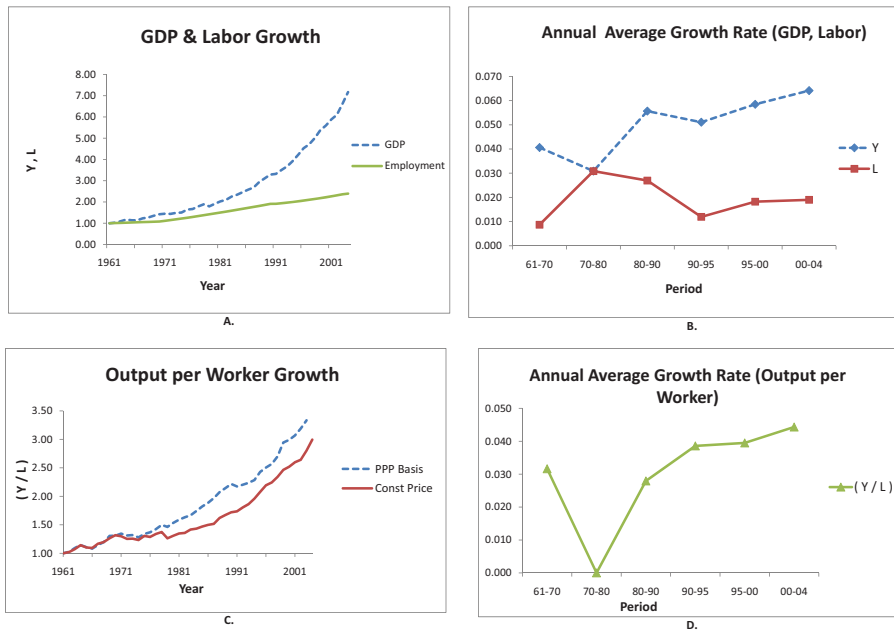 GDP & Labor Growth
8.00
7.00
6.00
5.00
4.00
3.00
2.00
1.00
0.00
Y , L
1961 1971 1981 1991 2001
Year
GDP
Employment
A.
Annual Average Growth Rate (GDP, Labor)
0.070
0.060
0.050
0.040
0.030
0.020
0.010
0.000
61-70 70-80 80-90 90-95 95-00 00-04
Period
Y
L
B.
Output per Worker Growth
3.50
3.00
2.50
2.00
1.50
1.00
( Y / L )
1961 1971 1981 1991 2001
Year
PPP Basis
Const Price
C.
Annual Average Growth Rate (Output per
Worker)
0.050
0.040
0.030
0.020
0.010
0.000
61-70 70-80 80-90 90-95 95-00 00-04
Period
( Y / L )
D.